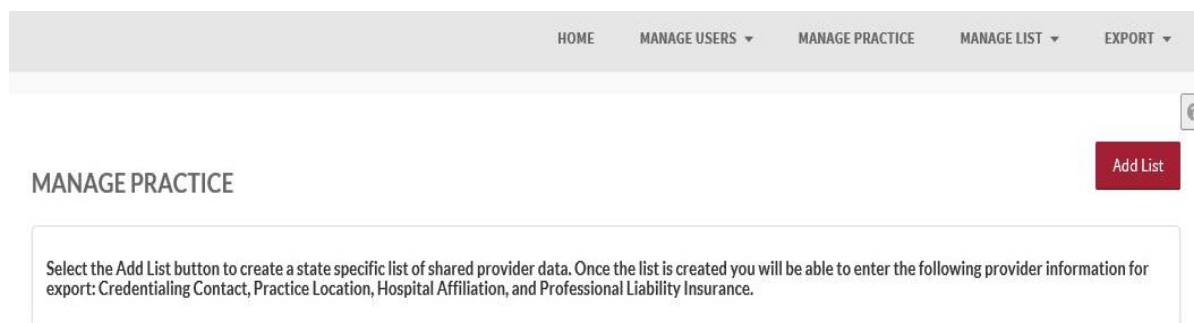 HOME MANAGE USERS MANAGE PRACTICE MANAGE LIST EXPORT
Add List
MANAGE PRACTICE
Select the Add List button to create a state specific list of shared provider data. Once the list is created you will be able to enter the following provider information for
export: Credentialing Contact, Practice Location, Hospital Affiliation, and Professional Liability Insurance.